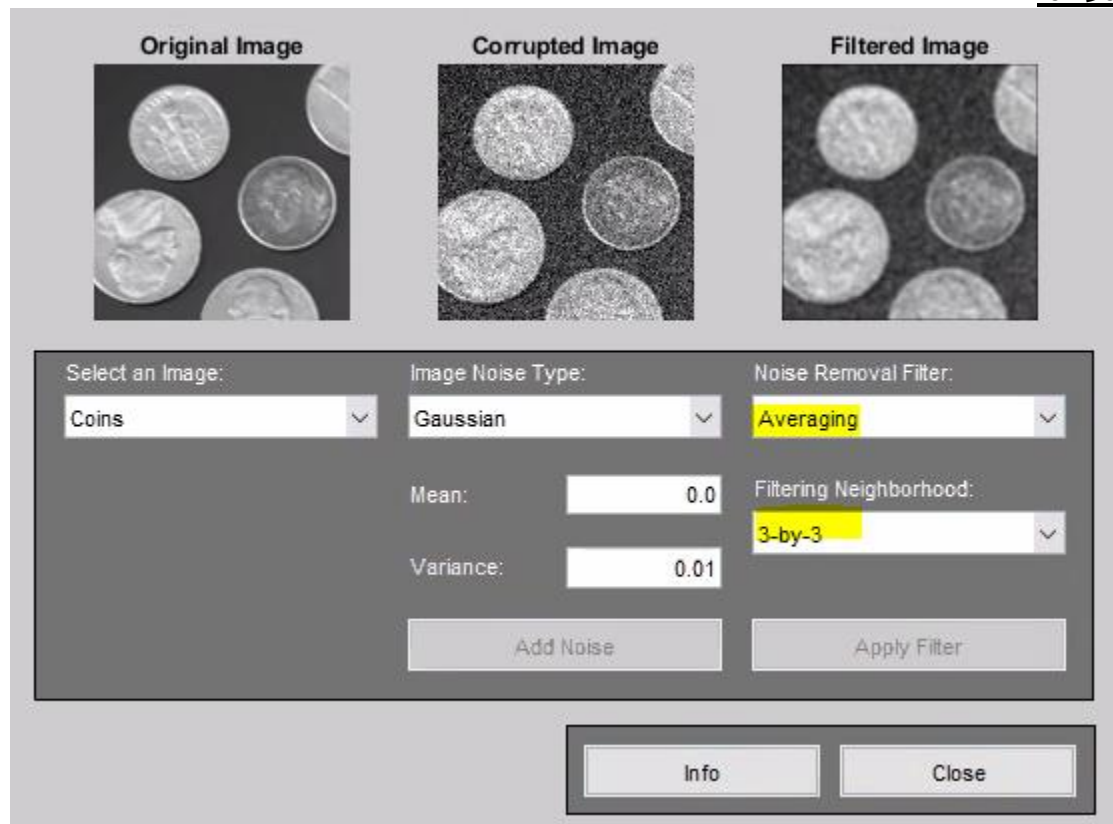 Original Image
Corrupted Image
Filtered Image
Select an Image:
Image Noise Type:
Noise Removal Filter:
Coins
Gaussian
Averaging
Mean:
0.0
Filtering Neighborhood:
3-by-3
Variance:
0.01
Add Noise
Apply Filter
Info
Close